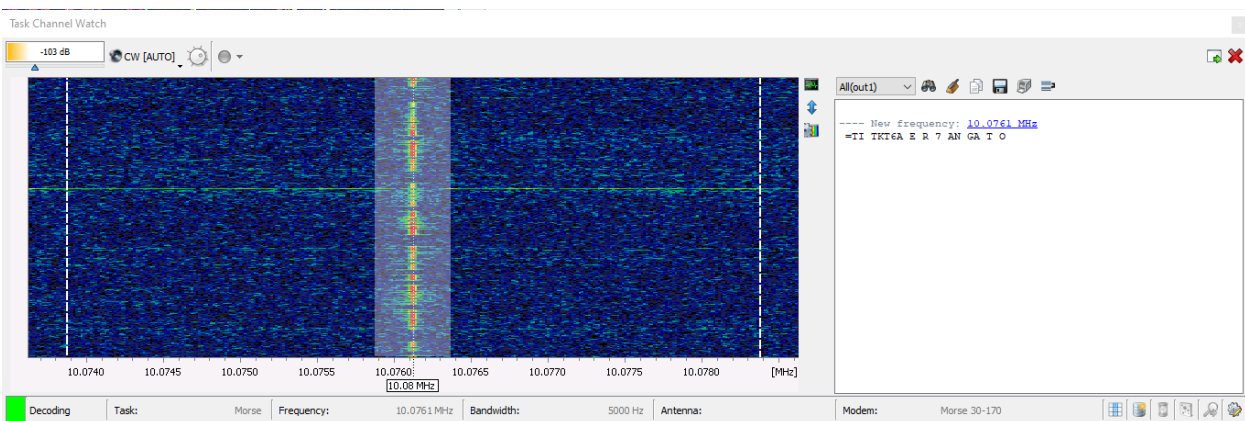 Task Channel Watch
-103 dB
CW [AUTO]
All(out1)
---- New frequency: 10.0761 MHz
=TI TKT6A E R 7 AN GA T O
10.0740 10.0745 10.0750 10.0755 10.0760 10.0765 10.0770 10.0775 10.0780 [MHz]
10.08 MHz
Decoding Task: Morse Frequency: 10.0761 MHz Bandwidth: 5000 Hz Antenna: Modem: Morse 30-170